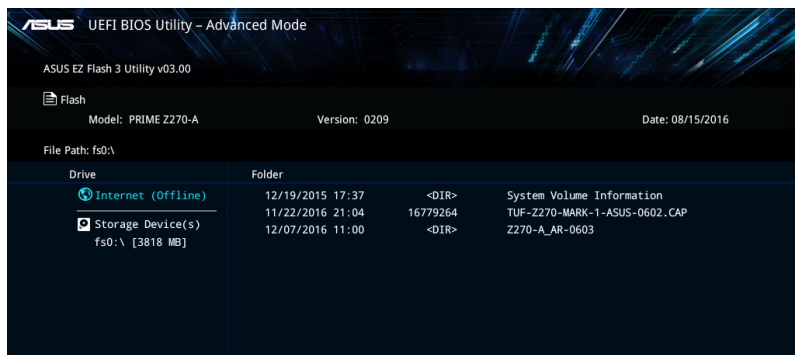 ASUS UEFI BIOS Utility – Advanced Mode
ASUS EZ Flash 3 Utility v03.00
Flash
Model: PRIME Z270-A Version: 0209 Date: 08/15/2016
File Path: fs0:\
Drive Folder
Internet (Offline) 12/19/2015 17:37 <DIR> System Volume Information
11/22/2016 21:04 16779264 TUF-Z270-MARK-1-ASUS-0602.CAP
Storage Device(s) 12/07/2016 11:00 <DIR> Z270-A_AR-0603
fs0:\ [3818 MB]